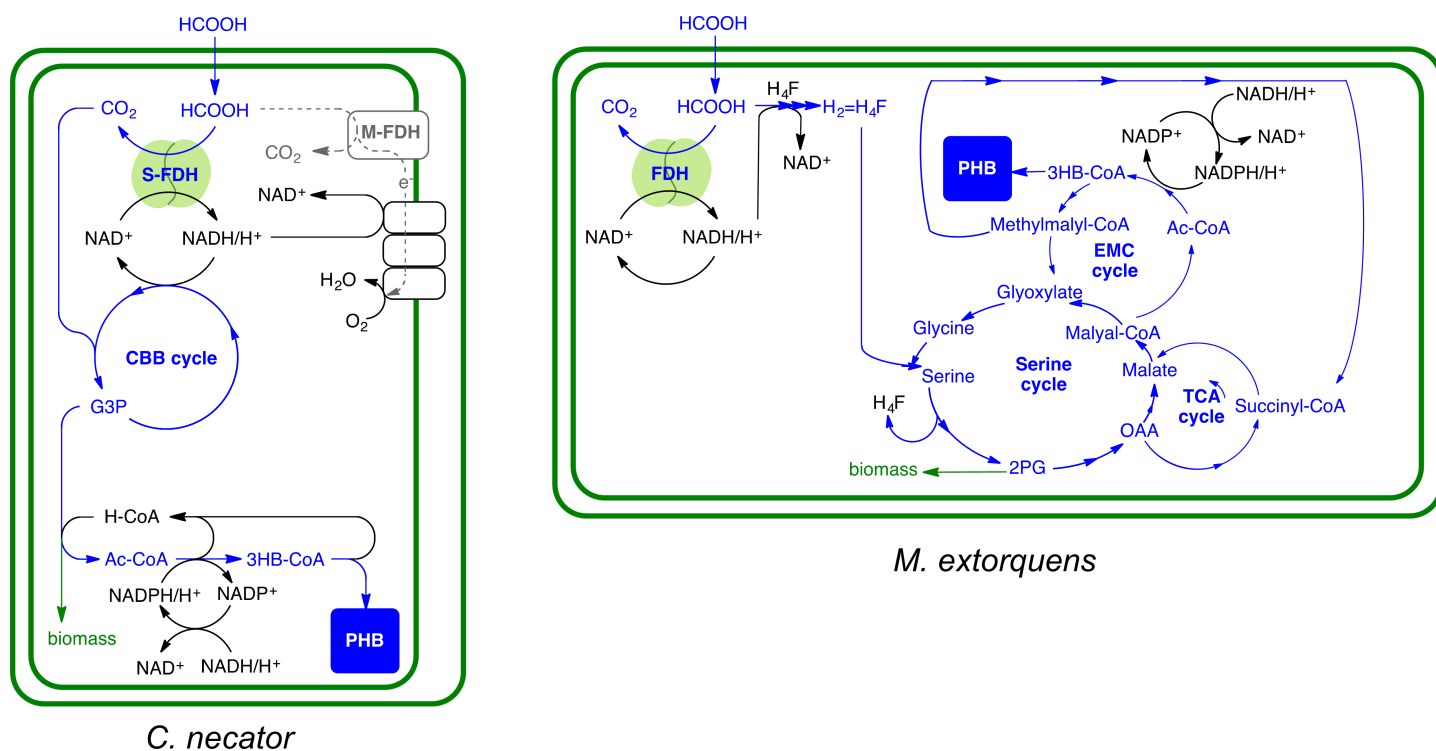 HCOOH
CO₂
HCOOH
M-FDH
CO₂
S-FDH
e⁻
NAD⁺
NAD⁺
NADH/H⁺
H₂O
O₂
CBB cycle
G3P
H-CoA
Ac-CoA
3HB-CoA
NADPH/H⁺
NADP⁺
biomass
PHB
NAD⁺
NADH/H⁺
C. necator
HCOOH
CO₂
HCOOH
H₄F
H₂=H₄F
NAD⁺
FDH
NAD⁺
NADH/H⁺
NADH/H⁺
NADP⁺
NAD⁺
NADPH/H⁺
PHB
3HB-CoA
Methylmalyl-CoA
Ac-CoA
EMC
cycle
Glyoxylate
Glycine
Malyal-CoA
Serine
Serine
cycle
Malate
TCA
cycle
Succinyl-CoA
H₄F
OAA
biomass
2PG
M. extorquens